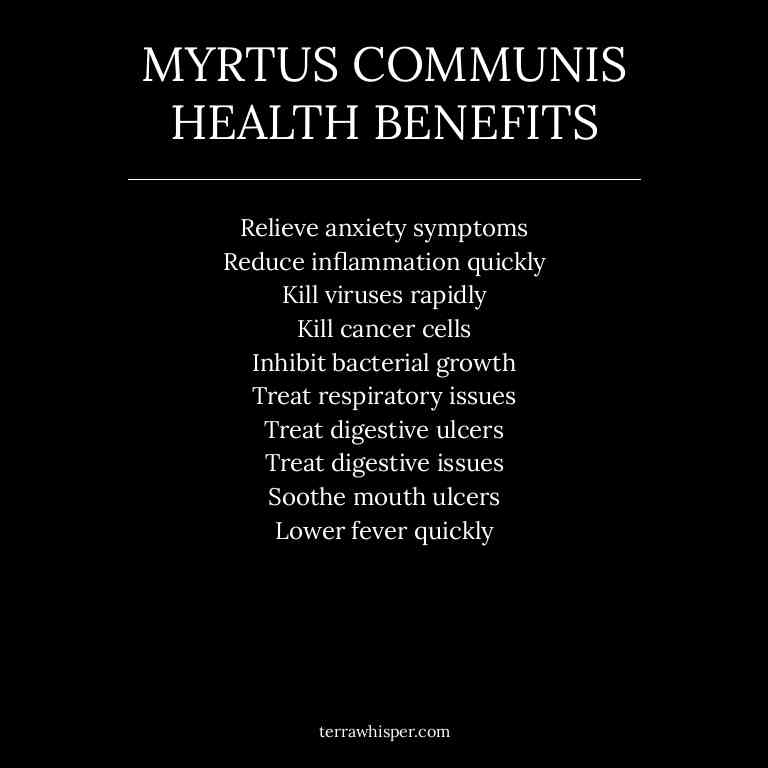 MYRTUS COMMUNIS
HEALTH BENEFITS
Relieve anxiety symptoms
Reduce inflammation quickly
Kill viruses rapidly
Kill cancer cells
Inhibit bacterial growth
Treat respiratory issues
Treat digestive ulcers
Treat digestive issues
Soothe mouth ulcers
Lower fever quickly
terrawhisper.com